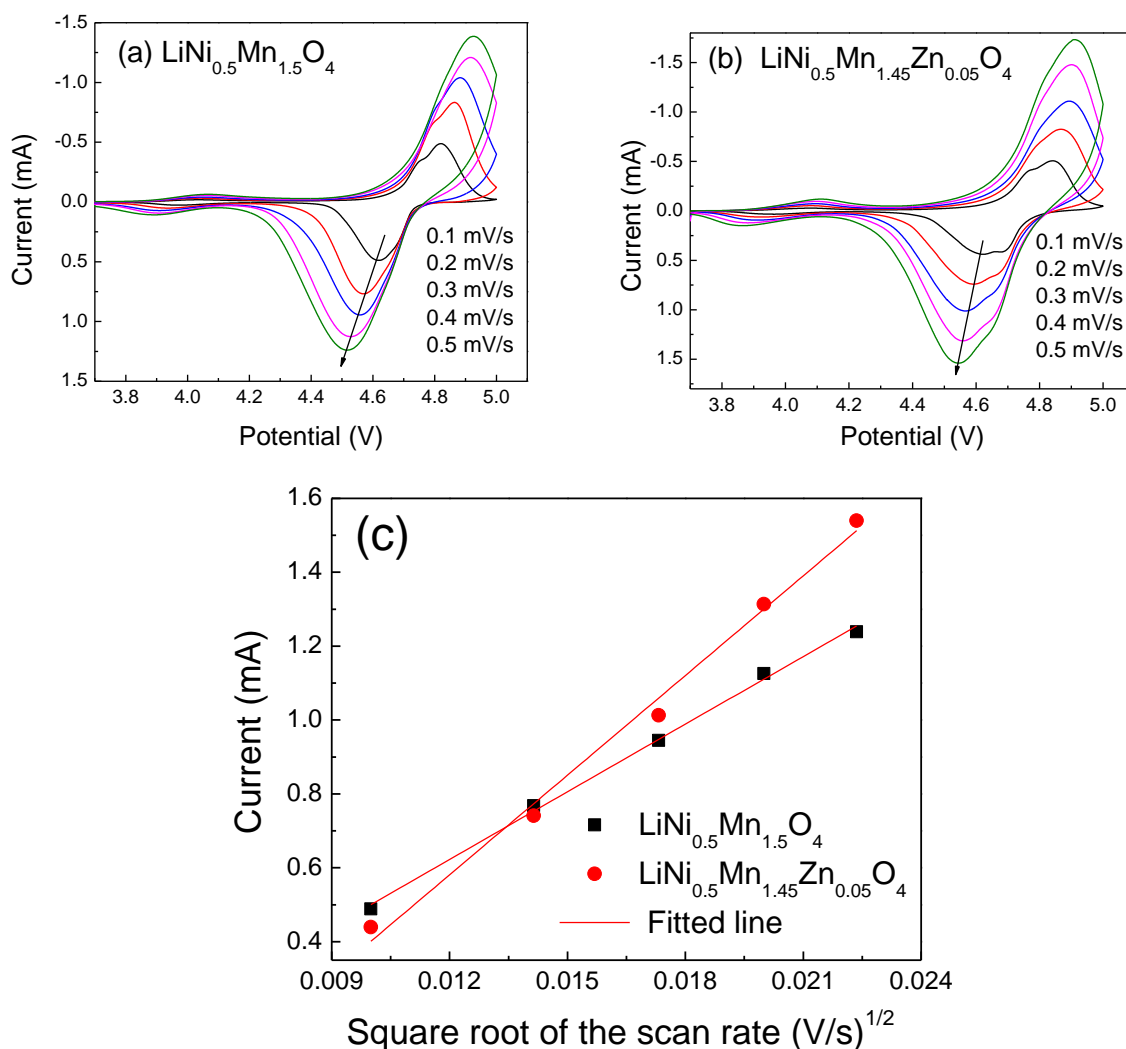 (a) LiNi₀.₅Mn₁.₅O₄
-1.5
-1.0
-0.5
0.0
0.5
1.0
1.5
Current (mA)
0.1 mV/s
0.2 mV/s
0.3 mV/s
0.4 mV/s
0.5 mV/s
3.8 4.0 4.2 4.4 4.6 4.8 5.0
Potential (V)
(b) LiNi₀.₅Mn₁.₄₅Zn₀.₀₅O₄
-1.5
-1.0
-0.5
0.0
0.5
1.0
1.5
Current (mA)
0.1 mV/s
0.2 mV/s
0.3 mV/s
0.4 mV/s
0.5 mV/s
3.8 4.0 4.2 4.4 4.6 4.8 5.0
Potential (V)
(c)
1.6
1.4
1.2
1.0
0.8
0.6
0.4
Current (mA)
LiNi₀.₅Mn₁.₅O₄
LiNi₀.₅Mn₁.₄₅Zn₀.₀₅O₄
Fitted line
0.009 0.012 0.015 0.018 0.021 0.024
Square root of the scan rate (V/s)^1/2